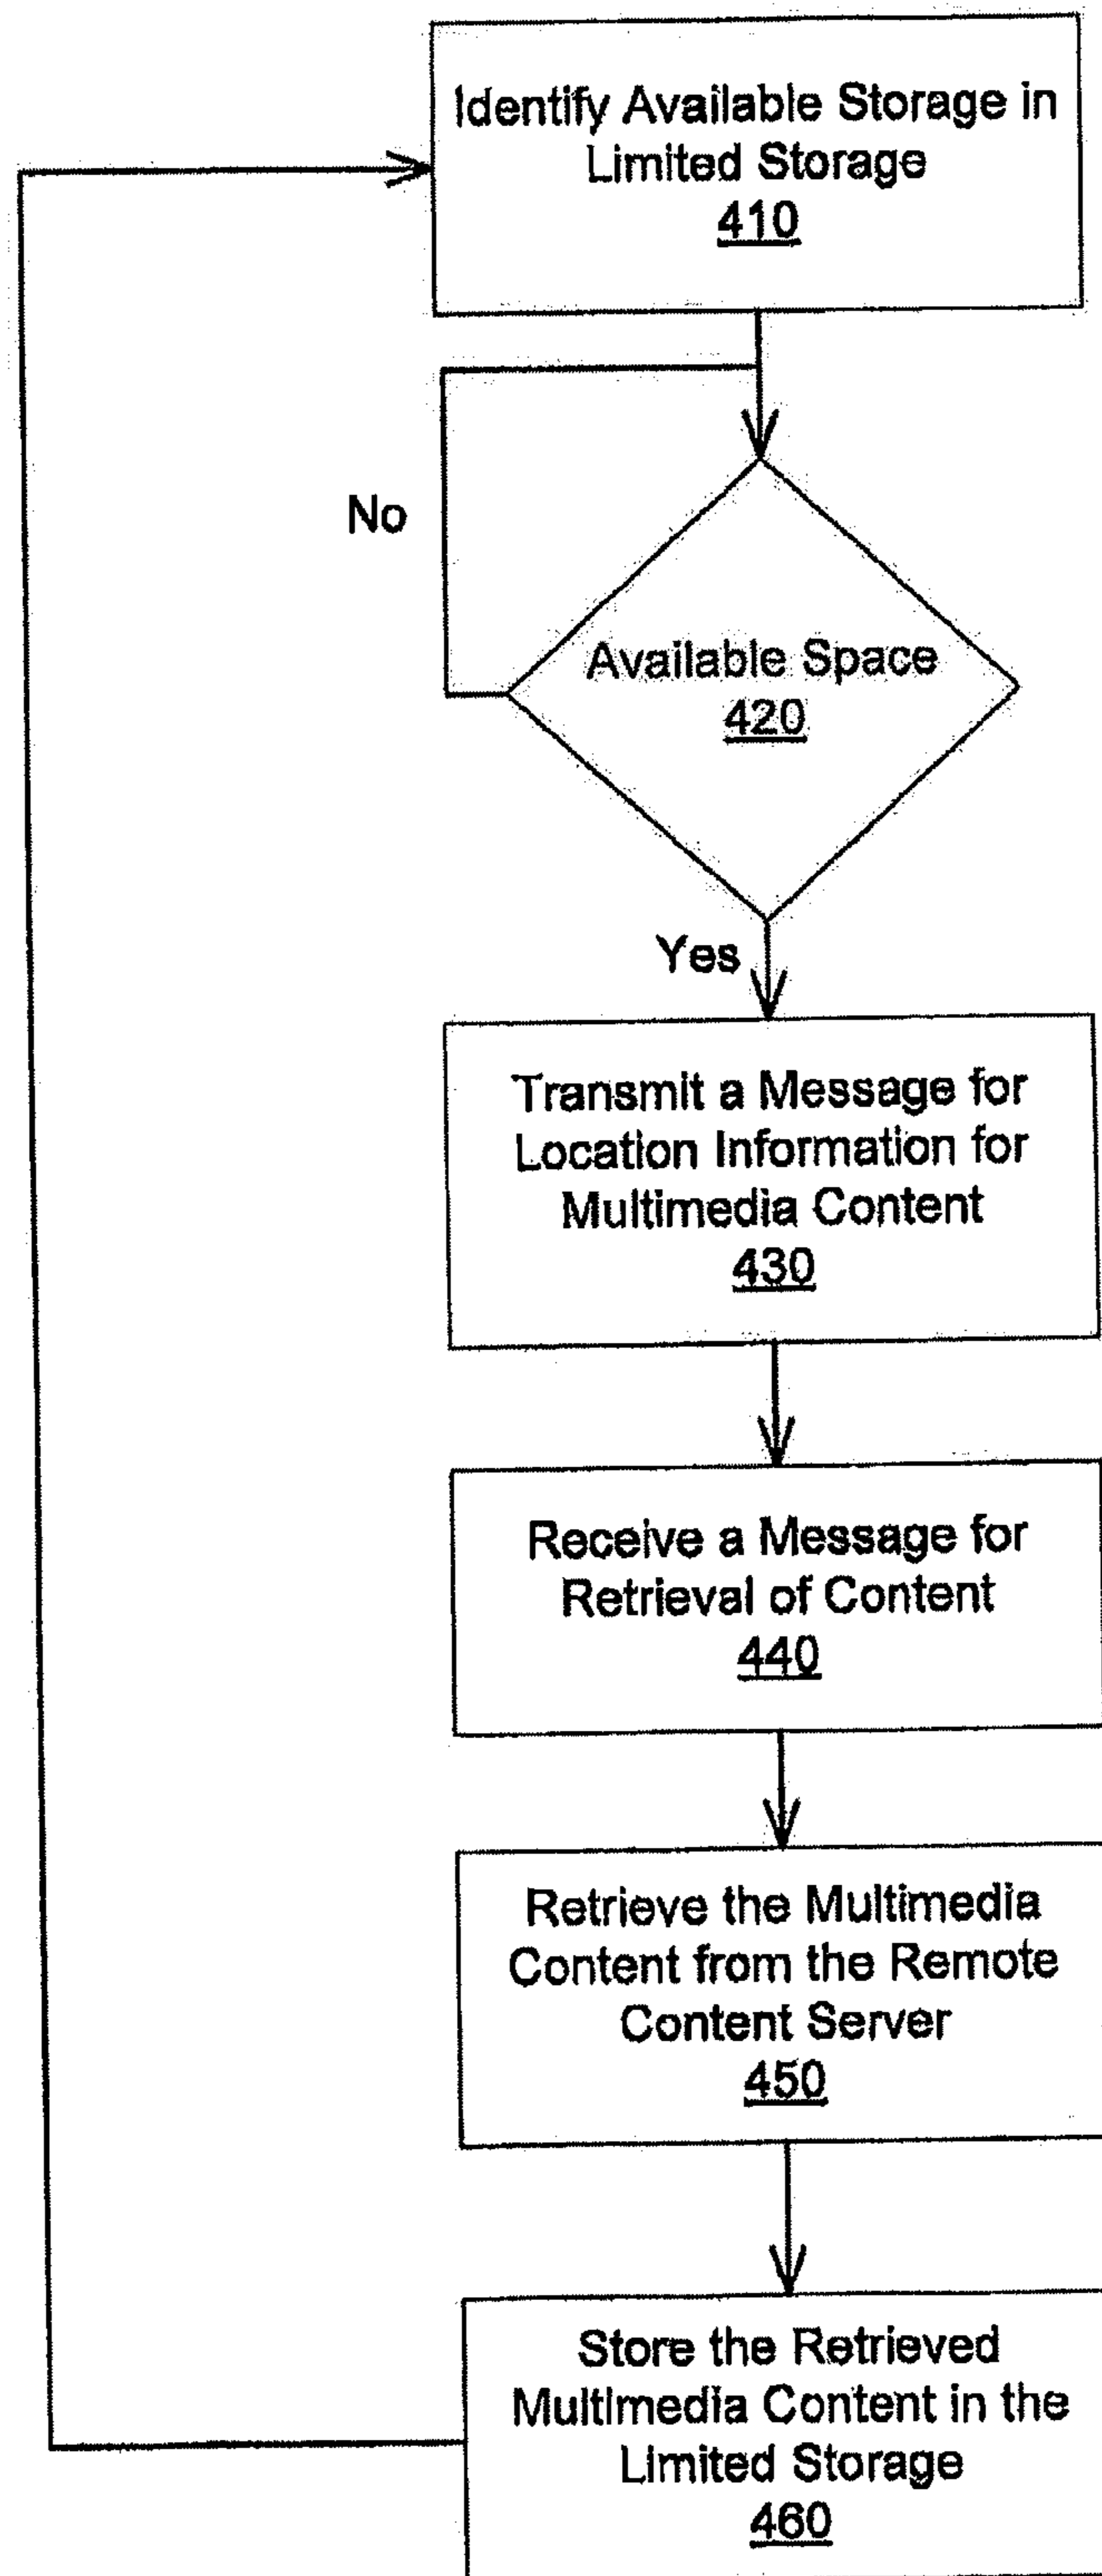 Identify Available Storage in
Limited Storage
410
No
Available Space
420
Yes
Transmit a Message for
Location Information for
Multimedia Content
430
Receive a Message for
Retrieval of Content
440
Retrieve the Multimedia
Content from the Remote
Content Server
450
Store the Retrieved
Multimedia Content in the
Limited Storage
460